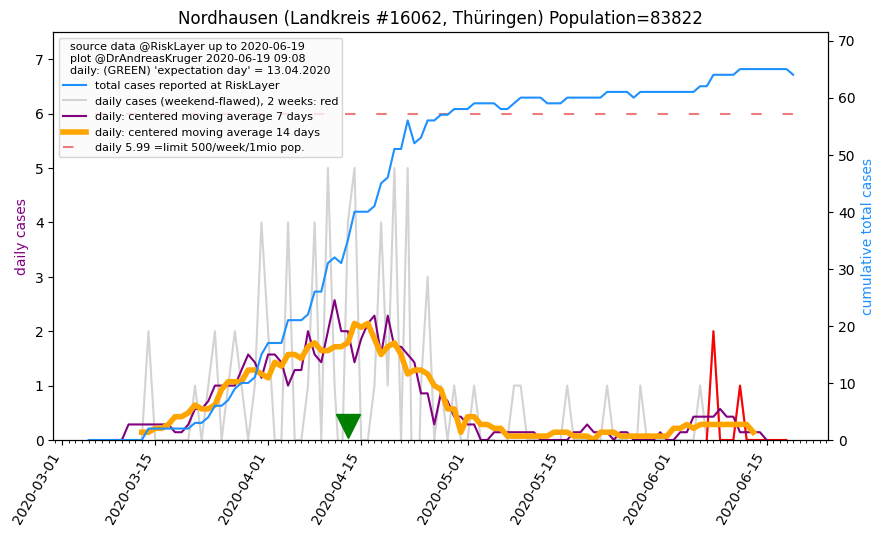 Nordhausen (Landkreis #16062, Thüringen) Population=83822
source data @RiskLayer up to 2020-06-19
plot @DrAndreasKruger 2020-06-19 09:08
daily: (GREEN) 'expectation day' = 13.04.2020
total cases reported at RiskLayer
daily cases (weekend-flawed), 2 weeks: red
daily: centered moving average 7 days
daily: centered moving average 14 days
daily 5.99 =limit 500/week/1mio pop.
daily cases
7
6
5
4
3
2
1
0
cumulative total cases
70
60
50
40
30
20
10
0
2020-03-01
2020-03-15
2020-04-01
2020-04-15
2020-05-01
2020-05-15
2020-06-01
2020-06-15